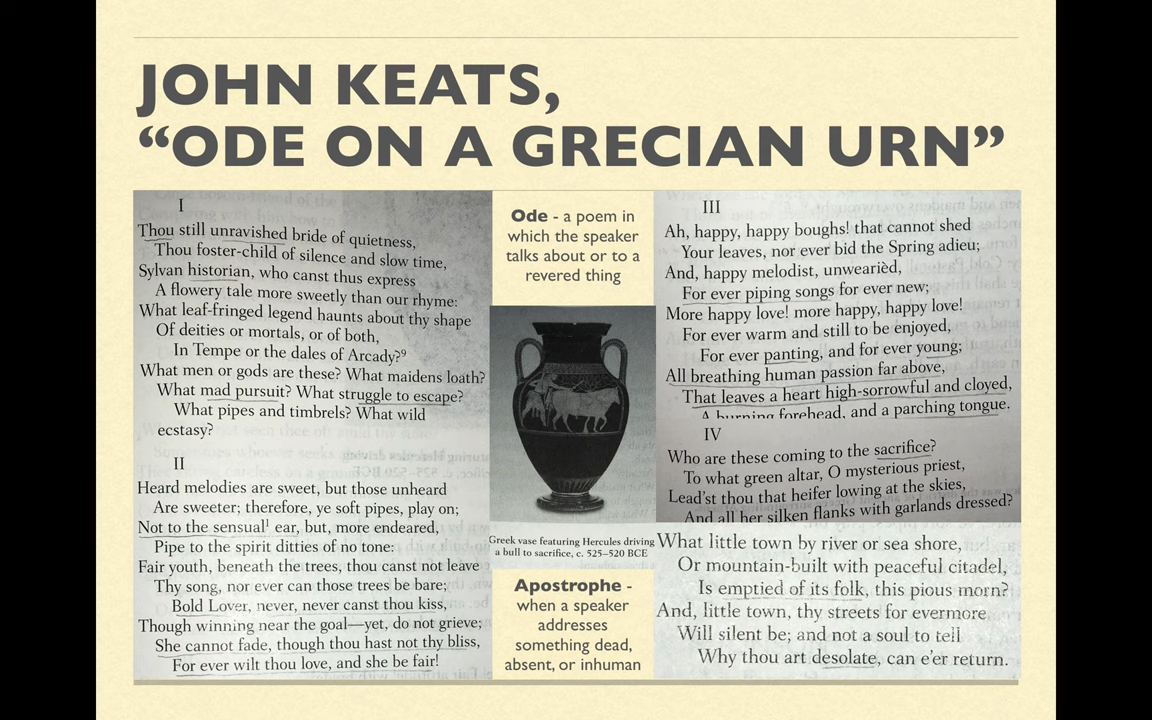 JOHN KEATS,
“ODE ON A GRECIAN URN”
I
Thou still unravished bride of quietness,
Thou foster-child of silence and slow time,
Sylvan historian, who canst thus express
A flowery tale more sweetly than our rhyme:
What leaf-fringed legend haunts about thy shape
Of deities or mortals, or of both,
In Tempe or the dales of Arcady?⁹
What men or gods are these? What maidens loath?
What mad pursuit? What struggle to escape?
What pipes and timbrels? What wild
ecstasy?
II
Heard melodies are sweet, but those unheard
Are sweeter; therefore, ye soft pipes, play on;
Not to the sensual¹ ear, but, more endeared,
Pipe to the spirit ditties of no tone:
Fair youth, beneath the trees, thou canst not leave
Thy song, nor ever can those trees be bare;
Bold Lover, never, never canst thou kiss,
Though winning near the goal—yet, do not grieve;
She cannot fade, though thou hast not thy bliss,
For ever wilt thou love, and she be fair!
Ode - a poem in
which the speaker
talks about or to a
revered thing
Greek vase featuring Hercules driving
a bull to sacrifice, c. 525–520 BCE
Apostrophe -
when a speaker
addresses
something dead,
absent, or inhuman
III
Ah, happy, happy boughs! that cannot shed
Your leaves, nor ever bid the Spring adieu;
And, happy melodist, unwearièd,
For ever piping songs for ever new;
More happy love! more happy, happy love!
For ever warm and still to be enjoyed,
For ever panting, and for ever young;
All breathing human passion far above,
That leaves a heart high-sorrowful and cloyed,
A burning forehead, and a parching tongue.
IV
Who are these coming to the sacrifice?
To what green altar, O mysterious priest,
Lead’st thou that heifer lowing at the skies,
And all her silken flanks with garlands dressed?
What little town by river or sea shore,
Or mountain-built with peaceful citadel,
Is emptied of its folk, this pious morn?
And, little town, thy streets for evermore
Will silent be; and not a soul to tell
Why thou art desolate, can e’er return.